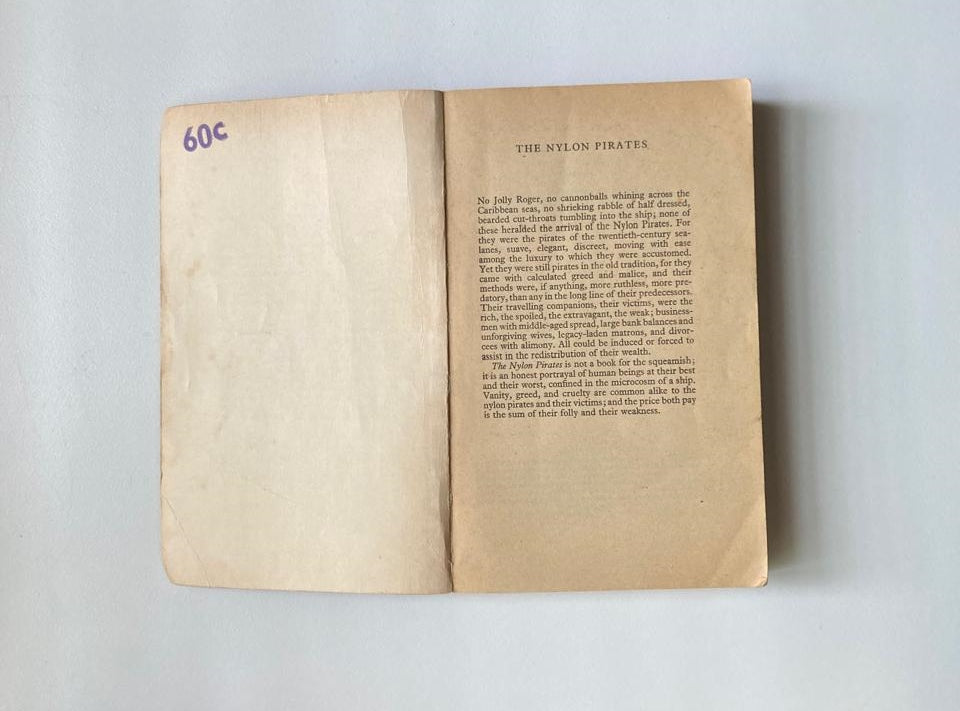 60c
THE NYLON PIRATES
No Jolly Roger, no cannonballs whining across the
Caribbean seas, no shrieking rabble of half dressed,
bearded cut-throats tumbling into the ship; none of
these heralded the arrival of the Nylon Pirates. For
they were the pirates of the twentieth-century sea-
lanes, suave, elegant, discreet, moving with ease
among the luxury to which they were accustomed.
Yet they were still pirates in the old tradition, for they
came with calculated greed and malice, and their
methods were, if anything, more ruthless, more pre-
datory, than any in the long line of their predecessors.
Their travelling companions, their victims, were the
rich, the spoiled, the extravagant, the weak; business-
men with middle-aged spread, large bank balances and
unforgiving wives, legacy-laden matrons, and divor-
cees with alimony. All could be induced or forced to
assist in the redistribution of their wealth.
The Nylon Pirates is not a book for the squeamish;
it is an honest portrayal of human beings at their best
and their worst, confined in the microcosm of a ship.
Vanity, greed, and cruelty are common alike to the
nylon pirates and their victims; and the price both pay
is the sum of their folly and their weakness.